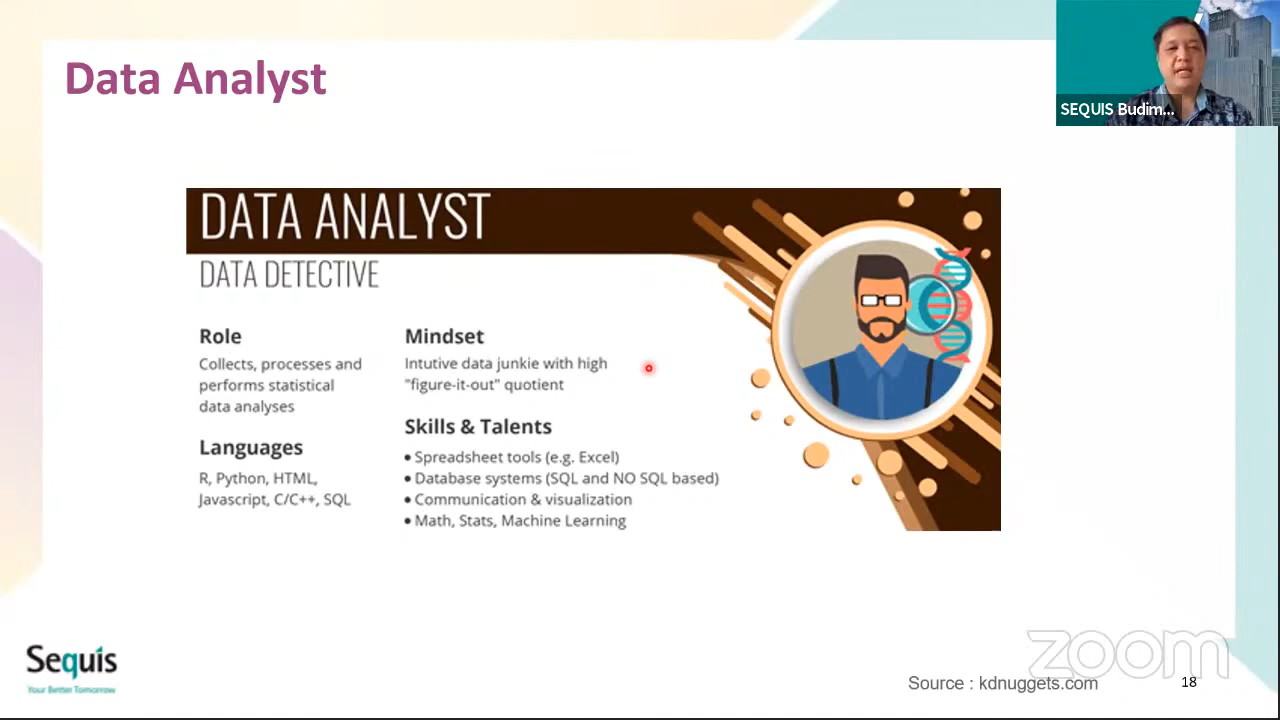 Data Analyst
SEQUIS Budim...
DATA ANALYST
DATA DETECTIVE
Role
Collects, processes and
performs statistical
data analyses
Languages
R, Python, HTML,
Javascript, C/C++, SQL
Mindset
Intutive data junkie with high
"figure-it-out" quotient
Skills & Talents
• Spreadsheet tools (e.g. Excel)
• Database systems (SQL and NO SQL based)
• Communication & visualization
• Math, Stats, Machine Learning
Sequis
Your Better Tomorrow
zoom
Source : kdnuggets.com
18